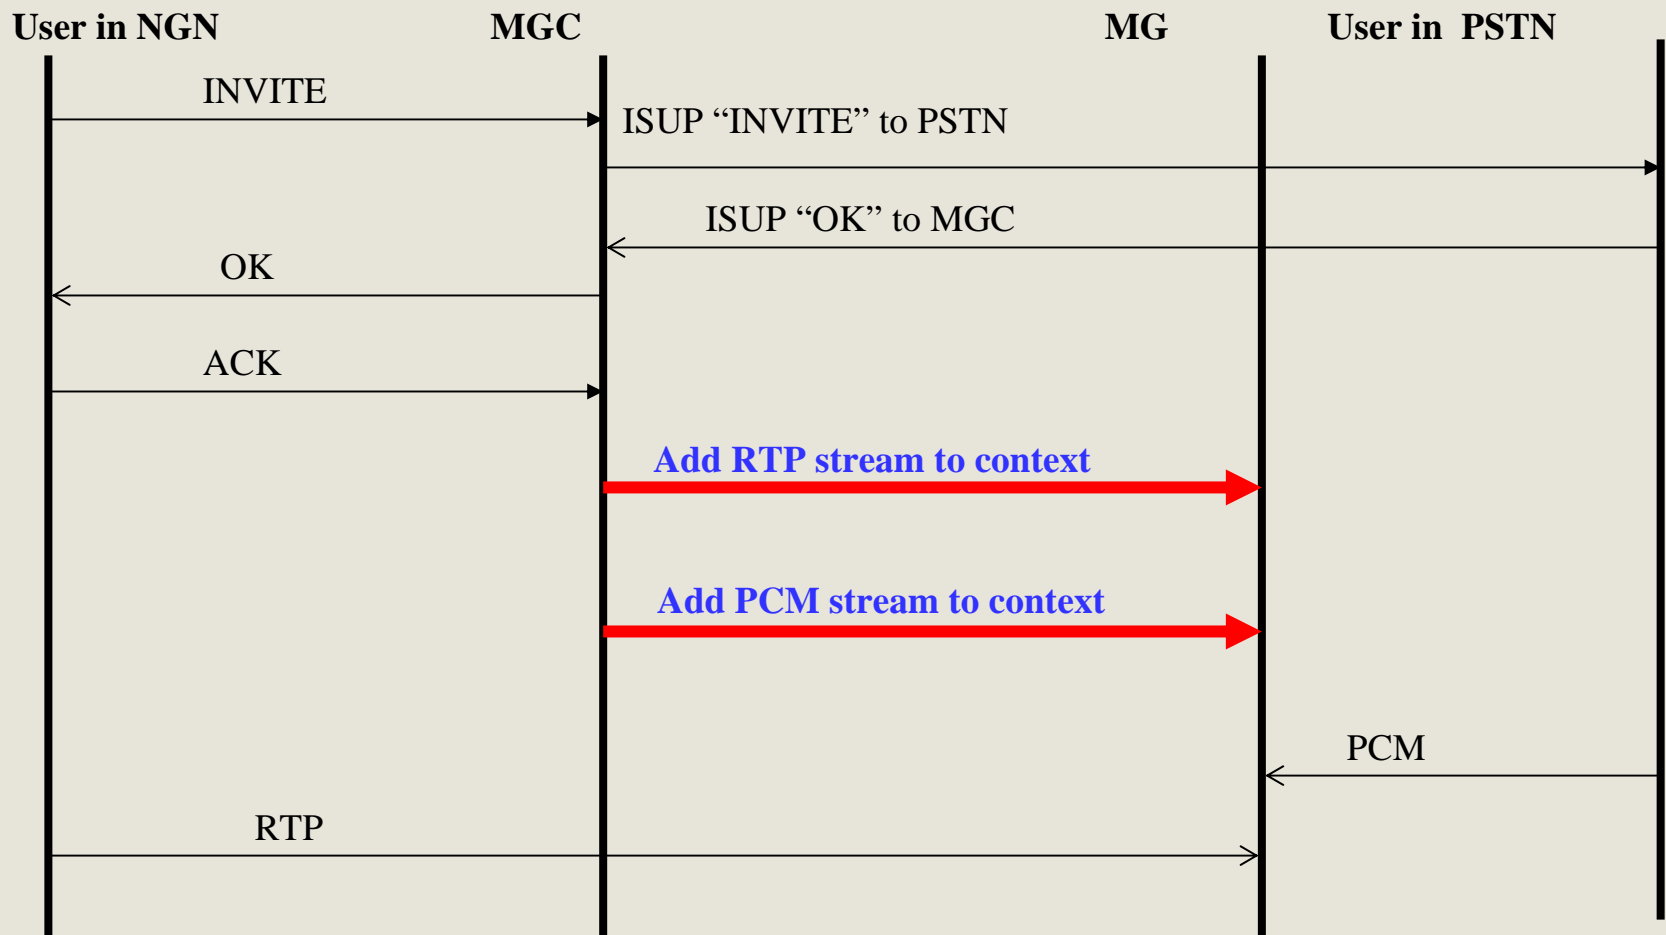 User in NGN
MGC
MG
User in PSTN
INVITE
ISUP “INVITE” to PSTN
ISUP “OK” to MGC
OK
ACK
Add RTP stream to context
Add PCM stream to context
PCM
RTP